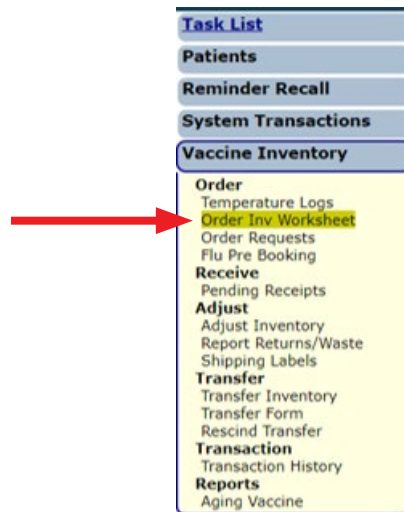 Task List
Patients
Reminder Recall
System Transactions
Vaccine Inventory
Order
Temperature Logs
Order Inv Worksheet
Order Requests
Flu Pre Booking
Receive
Pending Receipts
Adjust
Adjust Inventory
Report Returns/Waste
Shipping Labels
Transfer
Transfer Inventory
Transfer Form
Rescind Transfer
Transaction
Transaction History
Reports
Aging Vaccine